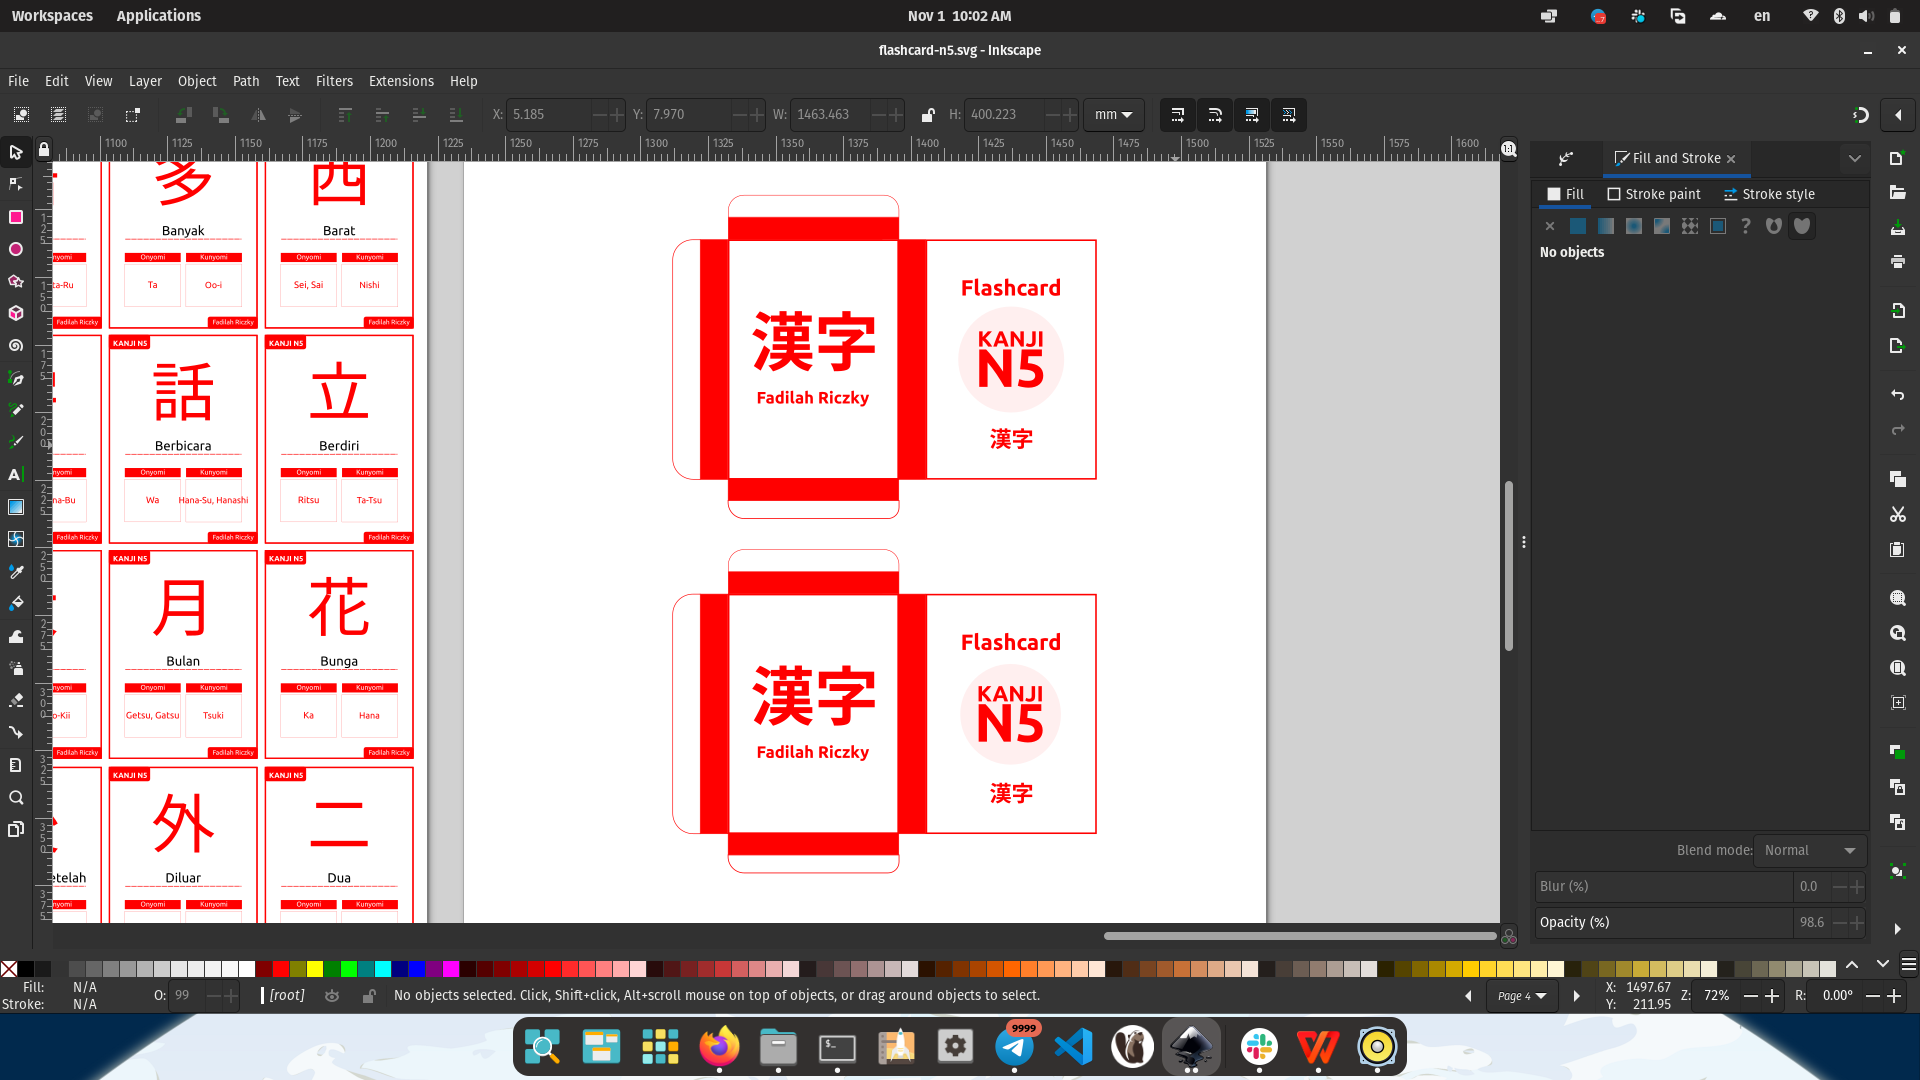 Workspaces Applications Nov 1 10:02 AM en
flashcard-n5.svg - Inkscape
File Edit View Layer Object Path Text Filters Extensions Help
X: 5.185 Y: 7.970 W: 1463.463 H: 400.223 mm
1100 1125 1150 1175 1200 1225 1250 1275 1300 1325 1350 1375 1400 1425 1450 1475 1500 1525 1550 1575 1600
1:1
Fill and Stroke
Fill Stroke paint Stroke style
No objects
多 西
Banyak Barat
Onyomi Kunyomi Onyomi Kunyomi
Ta Oo-i Sei, Sai Nishi
Fadilah Riczky Fadilah Riczky Fadilah Riczky
KANJI N5 KANJI N5
話 立
Berbicara Berdiri
Onyomi Kunyomi Onyomi Kunyomi
Wa Hana-Su, Hanashi Ritsu Ta-Tsu
Fadilah Riczky Fadilah Riczky Fadilah Riczky
KANJI N5 KANJI N5
月 花
Bulan Bunga
Onyomi Kunyomi Onyomi Kunyomi
o-Kii Getsu, Gatsu Tsuki Ka Hana
Fadilah Riczky Fadilah Riczky Fadilah Riczky
KANJI N5 KANJI N5
外 二
etelah Diluar Dua
Onyomi Kunyomi Onyomi Kunyomi
漢字
Fadilah Riczky
Flashcard
KANJI
N5
漢字
漢字
Fadilah Riczky
Flashcard
KANJI
N5
漢字
Blend mode: Normal
Blur (%) 0.0
Opacity (%) 98.6
Fill: N/A
Stroke: N/A
O: 99
[root]
No objects selected. Click, Shift+click, Alt+scroll mouse on top of objects, or drag around objects to select.
Page 4
X: 1497.67
Y: 211.95
Z: 72%
R: 0.00°
9999